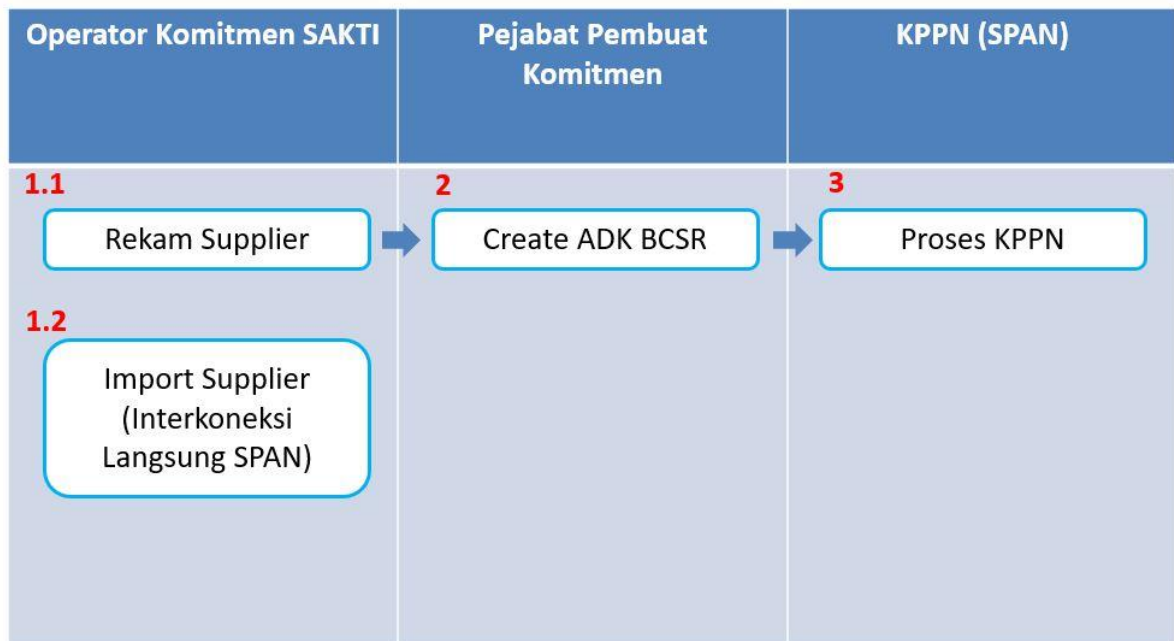 Operator Komitmen SAKTI
Pejabat Pembuat
Komitmen
KPPN (SPAN)
1.1
Rekam Supplier
2
Create ADK BCSR
3
Proses KPPN
1.2
Import Supplier
(Interkoneksi
Langsung SPAN)